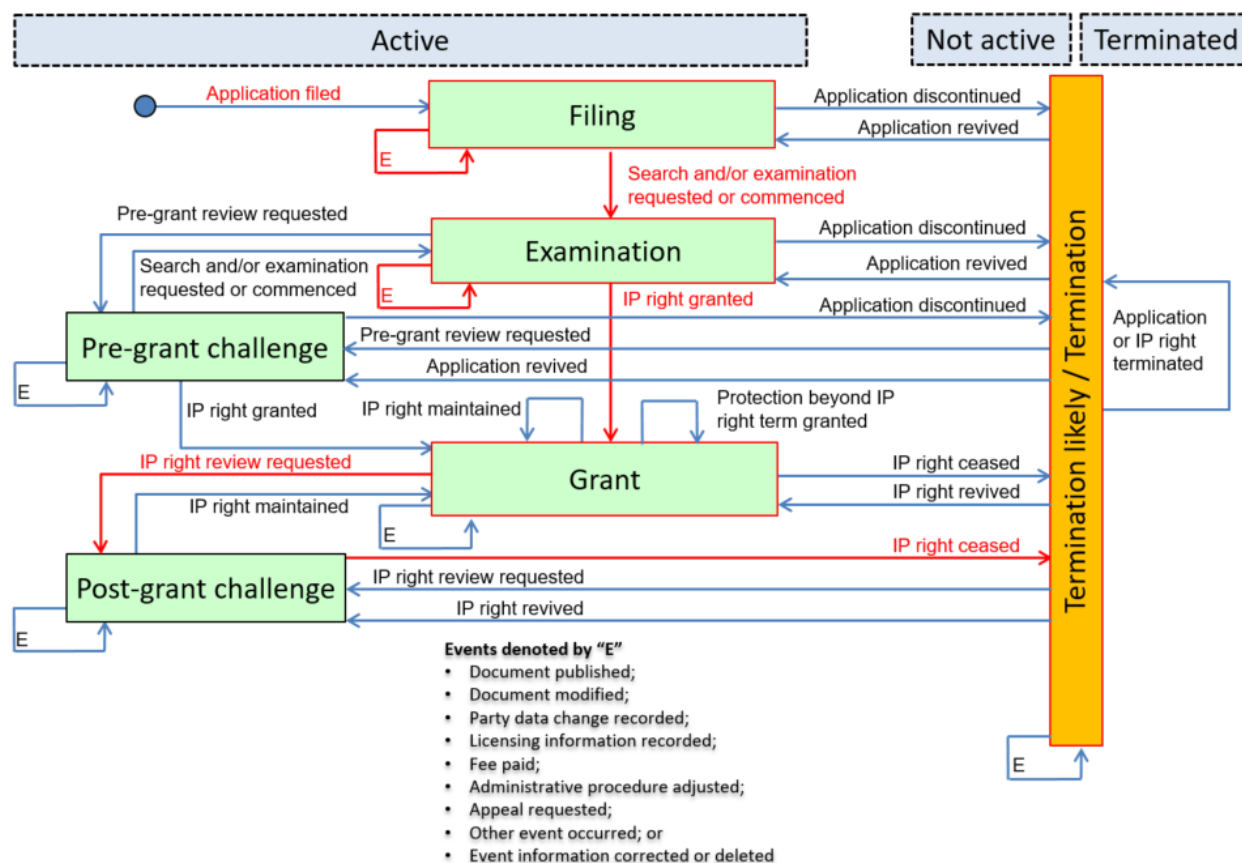 Active
Not active
Terminated
Application filed
Filing
Application discontinued
Application revived
E
Search and/or examination
requested or commenced
Pre-grant review requested
Examination
Application discontinued
Application revived
Search and/or examination
requested or commenced
E
IP right granted
Application discontinued
Pre-grant challenge
Pre-grant review requested
Application revived
E
Application
or IP right
terminated
Termination likely / Termination
IP right granted
IP right maintained
Protection beyond IP
right term granted
IP right review requested
Grant
IP right ceased
IP right revived
IP right maintained
E
IP right ceased
Post-grant challenge
IP right review requested
IP right revived
E
Events denoted by “E”
• Document published;
• Document modified;
• Party data change recorded;
• Licensing information recorded;
• Fee paid;
• Administrative procedure adjusted;
• Appeal requested;
• Other event occurred; or
• Event information corrected or deleted
E